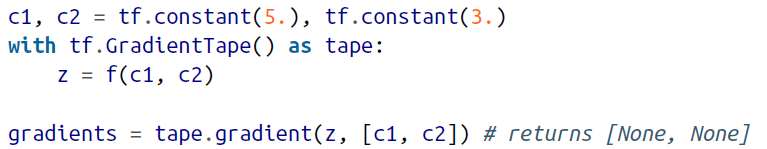 c1, c2 = tf.constant(5.), tf.constant(3.)
with tf.GradientTape() as tape:
    z = f(c1, c2)

gradients = tape.gradient(z, [c1, c2]) # returns [None, None]